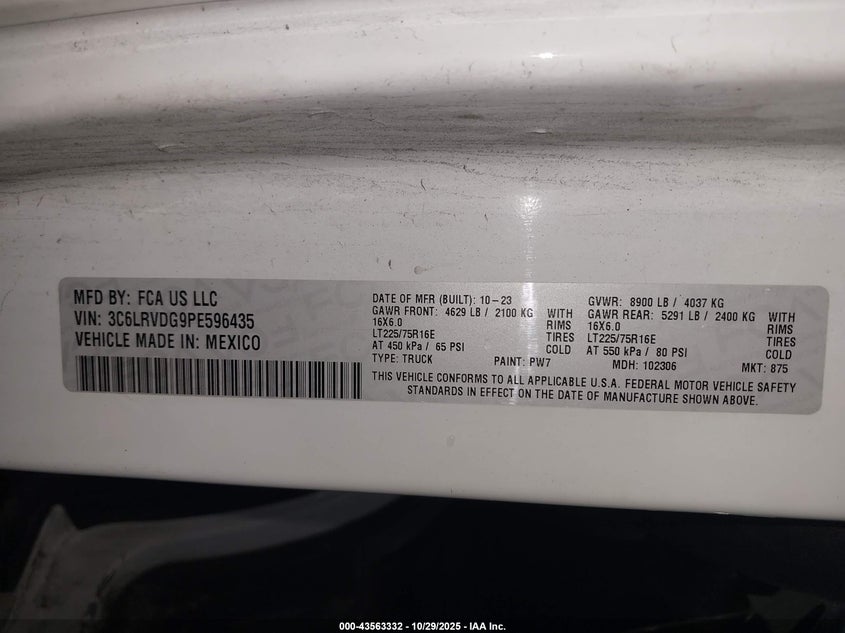 MFD BY: FCA US LLC
VIN: 3C6LRVDG9PE596435
VEHICLE MADE IN: MEXICO
DATE OF MFR (BUILT): 10-23
GAWR FRONT: 4629 LB / 2100 KG WITH
16X6.0 RIMS
LT225/75R16E TIRES
AT 450 kPa / 65 PSI COLD
TYPE: TRUCK PAINT: PW7
GVWR: 8900 LB / 4037 KG
GAWR REAR: 5291 LB / 2400 KG WITH
16X6.0 RIMS
LT225/75R16E TIRES
AT 550 kPa / 80 PSI COLD
MDH: 102306 MKT: 875
THIS VEHICLE CONFORMS TO ALL APPLICABLE U.S.A. FEDERAL MOTOR VEHICLE SAFETY
STANDARDS IN EFFECT ON THE DATE OF MANUFACTURE SHOWN ABOVE.
000-43563332 - 10/29/2025 - IAA Inc.